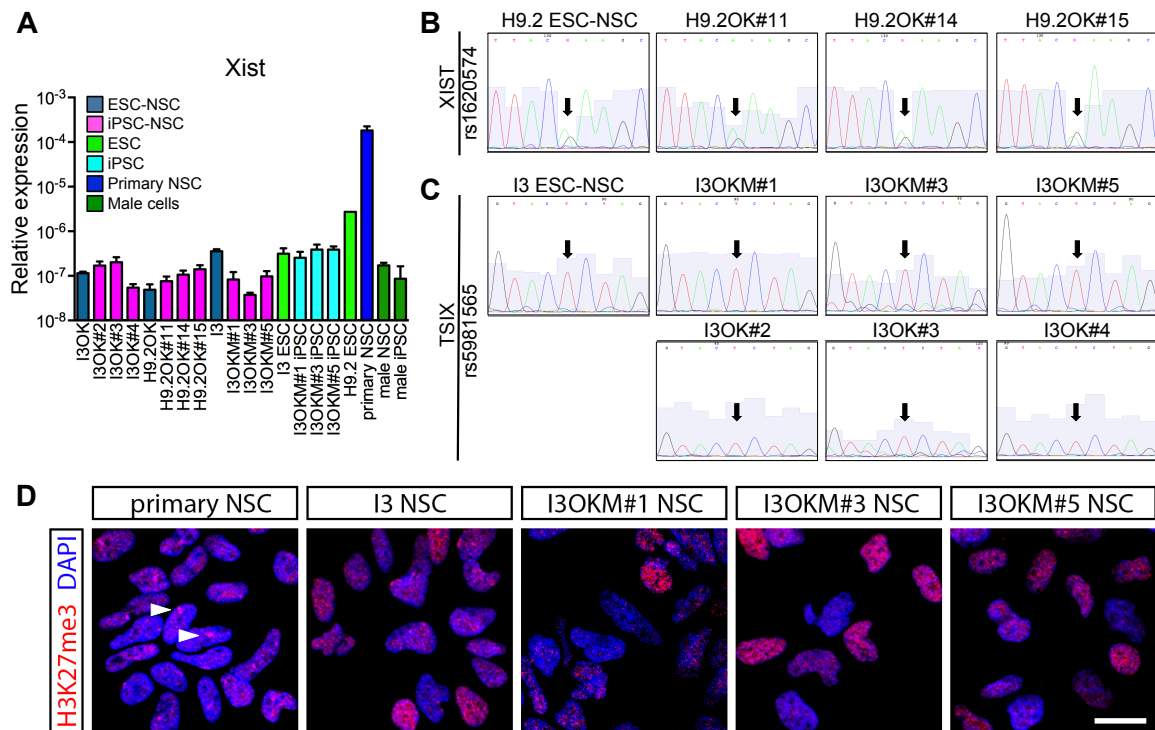 A
Xist
Relative expression
10-3
10-4
10-5
10-6
10-7
10-8
ESC-NSC
iPSC-NSC
ESC
iPSC
Primary NSC
Male cells
I3OK
I3OK#2
I3OK#3
I3OK#4
H9.2OK
H9.2OK#11
H9.2OK#14
H9.2OK#15
I3
I3OKM#1
I3OKM#3
I3OKM#5
I3 ESC
I3OKM#1 iPSC
I3OKM#3 iPSC
I3OKM#5 iPSC
H9.2 ESC
primary NSC
male NSC
male iPSC
B
XIST
rs1620574
H9.2 ESC-NSC
H9.2OK#11
H9.2OK#14
H9.2OK#15
C
TSIX
rs5981565
I3 ESC-NSC
I3OKM#1
I3OKM#3
I3OKM#5
I3OK#2
I3OK#3
I3OK#4
D
H3K27me3 DAPI
primary NSC
I3 NSC
I3OKM#1 NSC
I3OKM#3 NSC
I3OKM#5 NSC